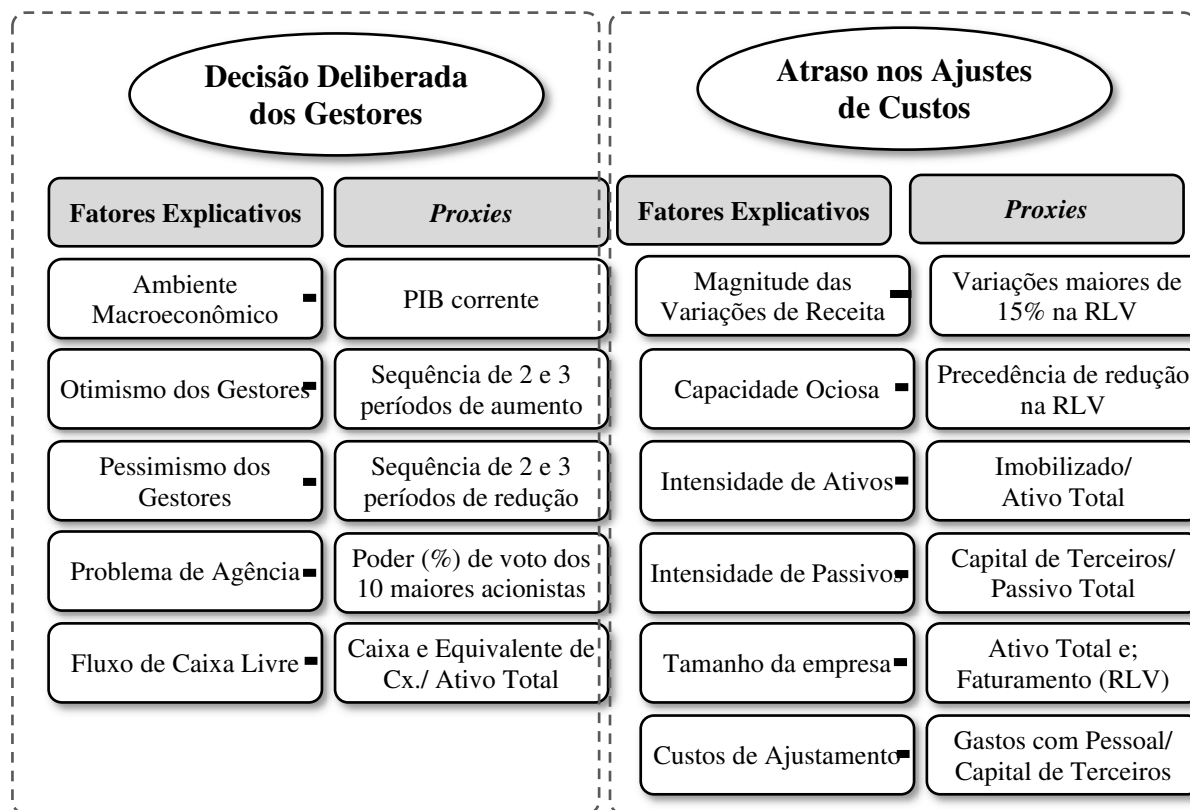 Decisão Deliberada
dos Gestores
Fatores Explicativos
Proxies
Ambiente
Macroeconômico
PIB corrente
Otimismo dos Gestores
Sequência de 2 e 3
períodos de aumento
Pessimismo dos
Gestores
Sequência de 2 e 3
períodos de redução
Problema de Agência
Poder (%) de voto dos
10 maiores acionistas
Fluxo de Caixa Livre
Caixa e Equivalente de
Cx./ Ativo Total
Atraso nos Ajustes
de Custos
Fatores Explicativos
Proxies
Magnitude das
Variações de Receita
Variações maiores de
15% na RLV
Capacidade Ociosa
Precedência de redução
na RLV
Intensidade de Ativos
Imobilizado/
Ativo Total
Intensidade de Passivos
Capital de Terceiros/
Passivo Total
Tamanho da empresa
Ativo Total e;
Faturamento (RLV)
Custos de Ajustamento
Gastos com Pessoal/
Capital de Terceiros